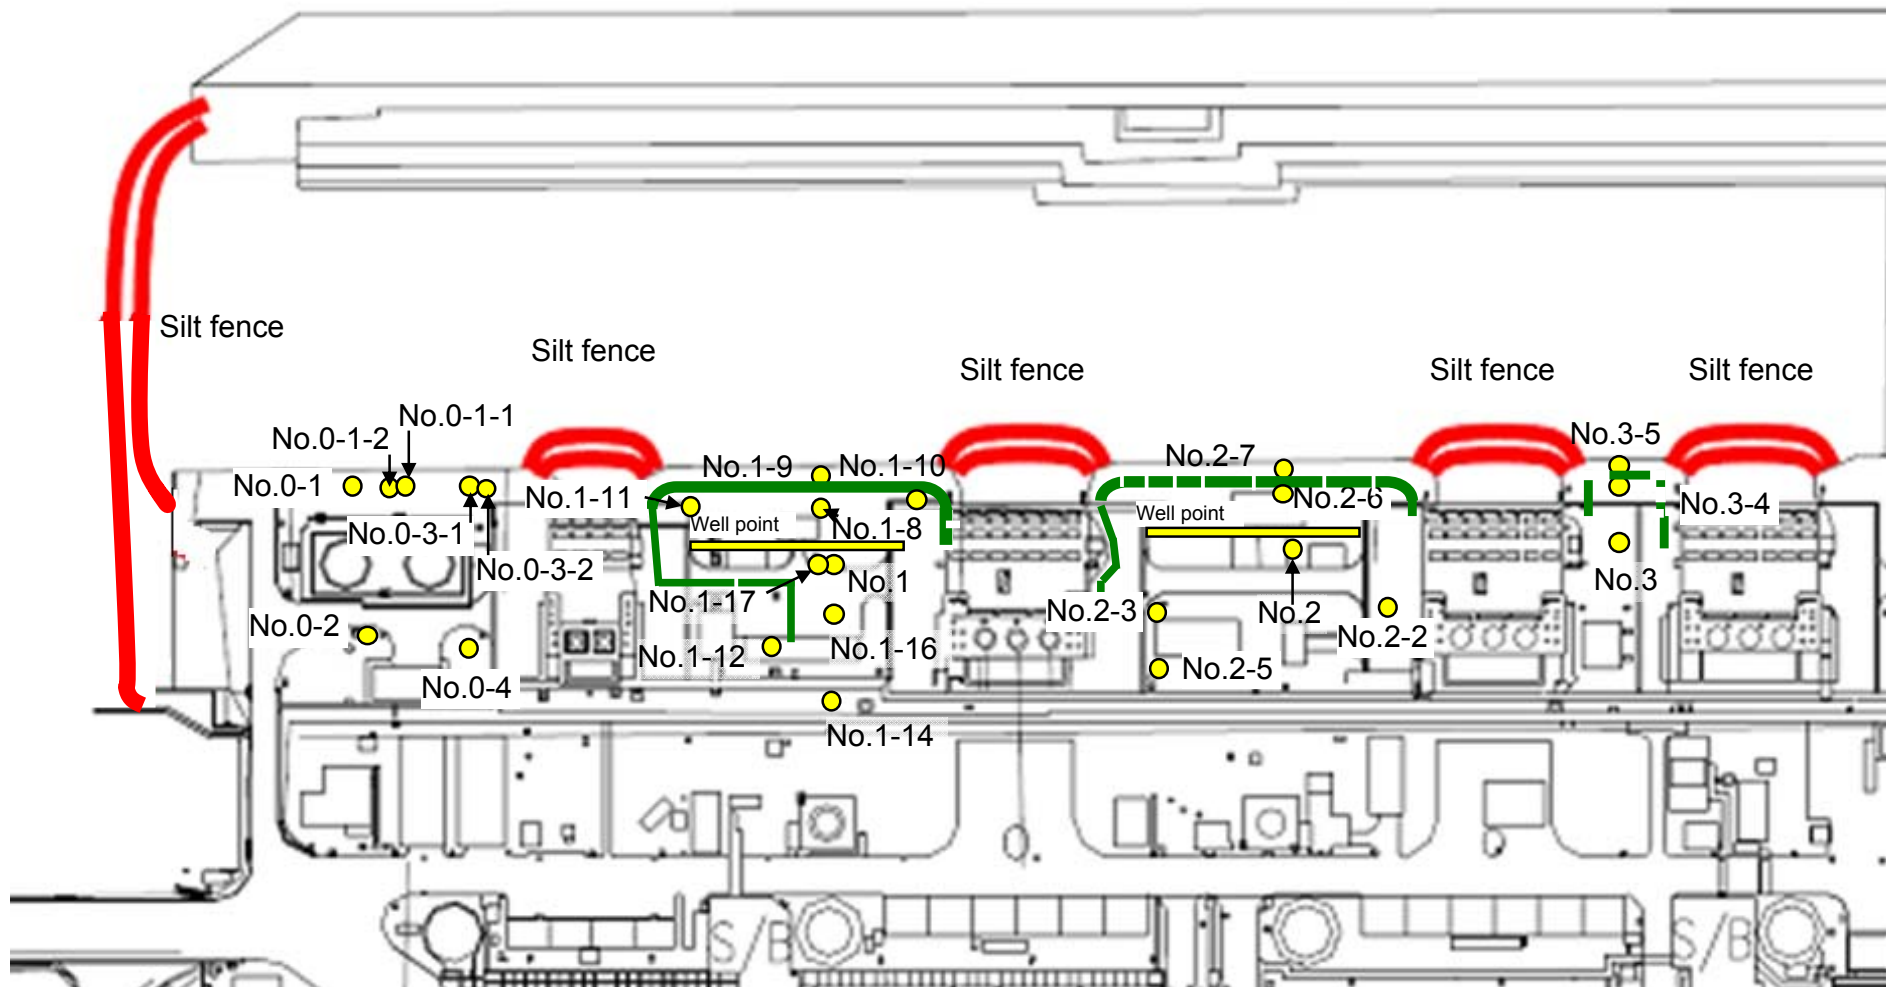 Silt fence
Silt fence
Silt fence
Silt fence
Silt fence
No.0-1-1
No.0-1-2
No.3-5
No.2-7
No.1-9
No.1-10
No.0-1
No.1-11
No.2-6
No.3-4
Well point
Well point
No.0-3-1
No.1-8
No.0-3-2
No.1
No.3
No.1-17
No.2-3
No.2
No.0-2
No.2-2
No.1-12
No.1-16
No.2-5
No.0-4
No.1-14
S/B
S/B